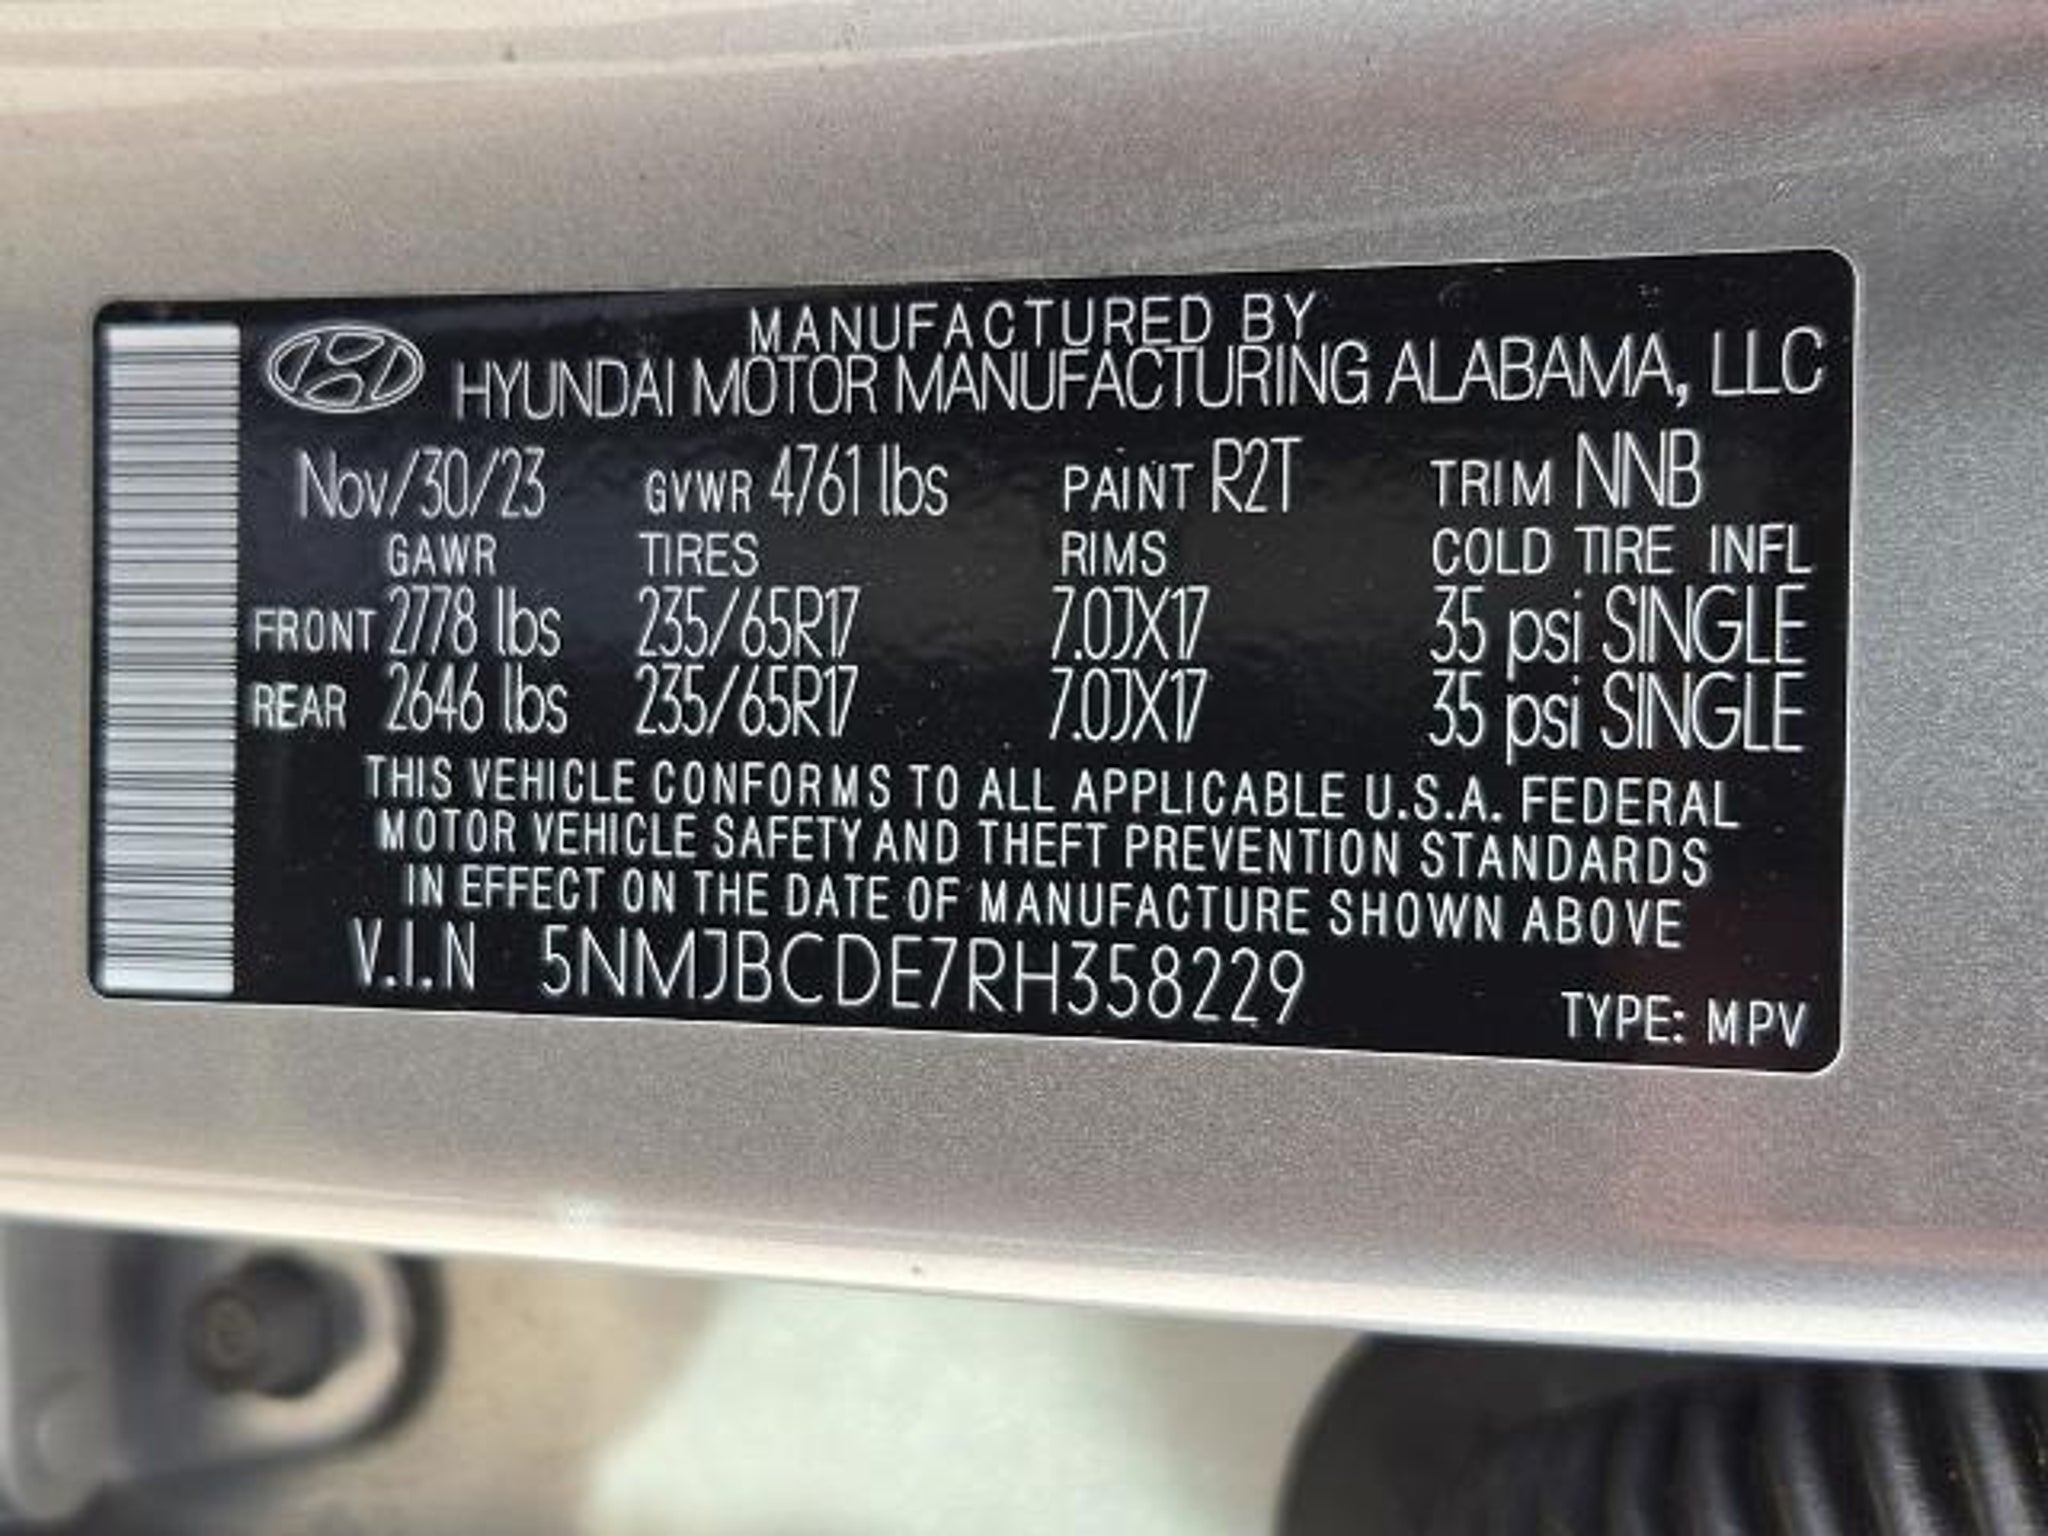 MANUFACTURED BY
HYUNDAI MOTOR MANUFACTURING ALABAMA, LLC
Nov/30/23 GVWR 4761 lbs PAINT R2T TRIM NNB
GAWR TIRES RIMS COLD TIRE INFL
FRONT 2778 lbs 235/65R17 7.0JX17 35 psi SINGLE
REAR 2646 lbs 235/65R17 7.0JX17 35 psi SINGLE
THIS VEHICLE CONFORMS TO ALL APPLICABLE U.S.A. FEDERAL
MOTOR VEHICLE SAFETY AND THEFT PREVENTION STANDARDS
IN EFFECT ON THE DATE OF MANUFACTURE SHOWN ABOVE
V.I.N 5NMJBCDE7RH358229
TYPE: MPV